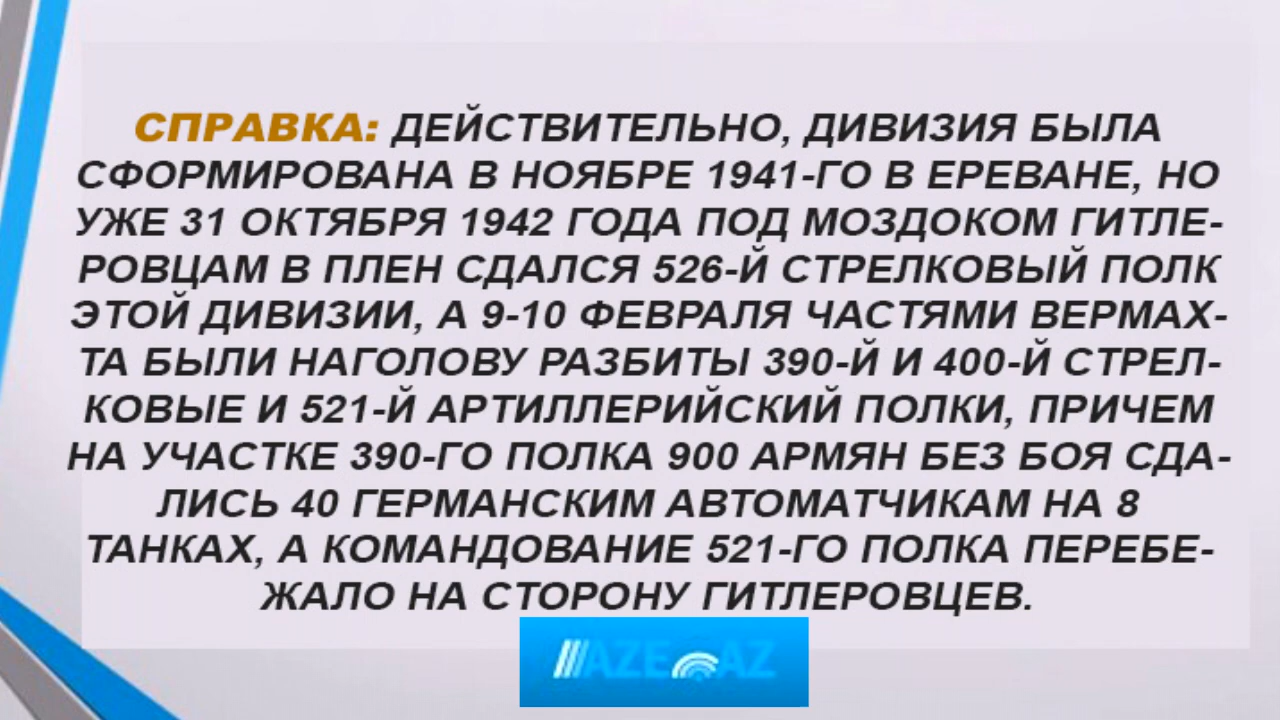 СПРАВКА: ДЕЙСТВИТЕЛЬНО, ДИВИЗИЯ БЫЛА
СФОРМИРОВАНА В НОЯБРЕ 1941-ГО В ЕРЕВАНЕ, НО
УЖЕ 31 ОКТЯБРЯ 1942 ГОДА ПОД МОЗДОКОМ ГИТЛЕ-
РОВЦАМ В ПЛЕН СДАЛСЯ 526-Й СТРЕЛКОВЫЙ ПОЛК
ЭТОЙ ДИВИЗИИ, А 9-10 ФЕВРАЛЯ ЧАСТЯМИ ВЕРМАХ-
ТА БЫЛИ НАГОЛОВУ РАЗБИТЫ 390-Й И 400-Й СТРЕЛ-
КОВЫЕ И 521-Й АРТИЛЛЕРИЙСКИЙ ПОЛКИ, ПРИЧЕМ
НА УЧАСТКЕ 390-ГО ПОЛКА 900 АРМЯН БЕЗ БОЯ СДА-
ЛИСЬ 40 ГЕРМАНСКИМ АВТОМАТЧИКАМ НА 8
ТАНКАХ, А КОМАНДОВАНИЕ 521-ГО ПОЛКА ПЕРЕБЕ-
ЖАЛО НА СТОРОНУ ГИТЛЕРОВЦЕВ.